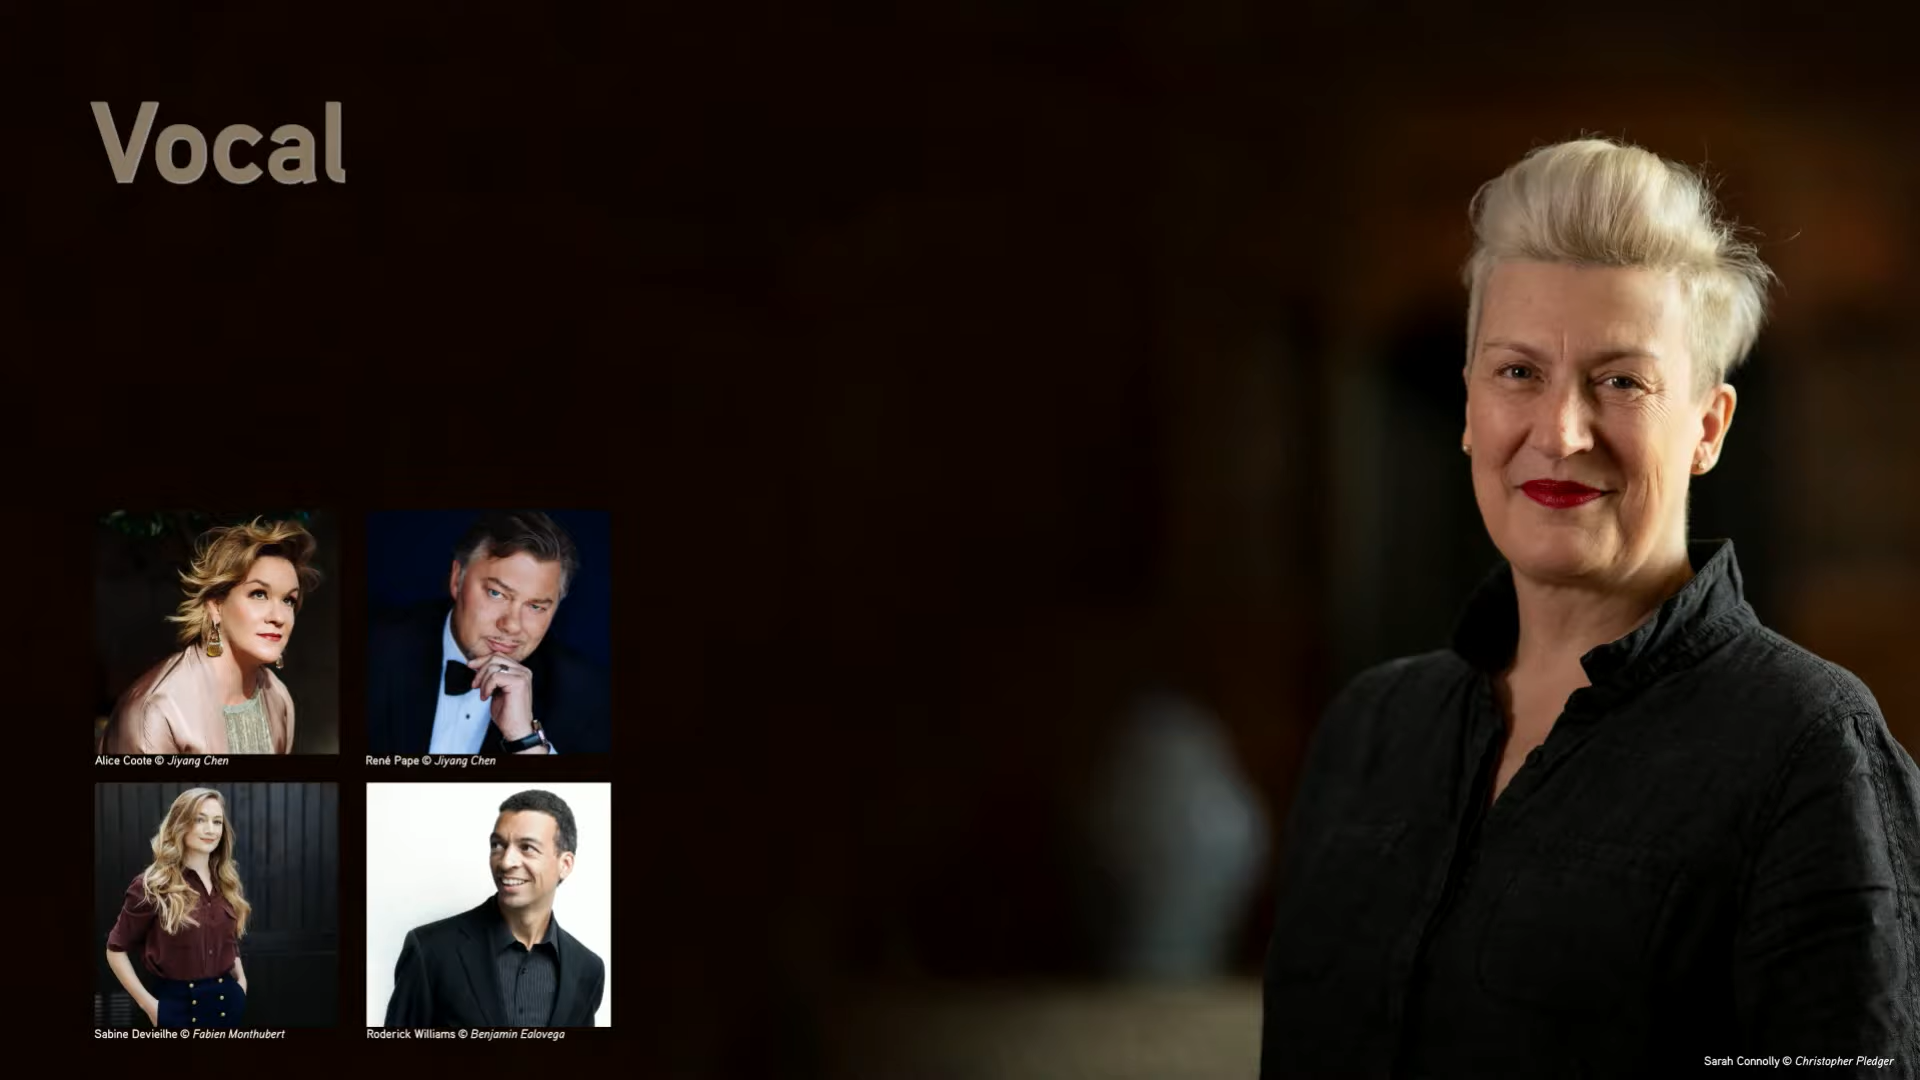 Vocal
Alice Coote © Jiyang Chen
René Pape © Jiyang Chen
Sabine Devieilhe © Fabien Monthubert
Roderick Williams © Benjamin Ealovega
Sarah Connolly © Christopher Pledger